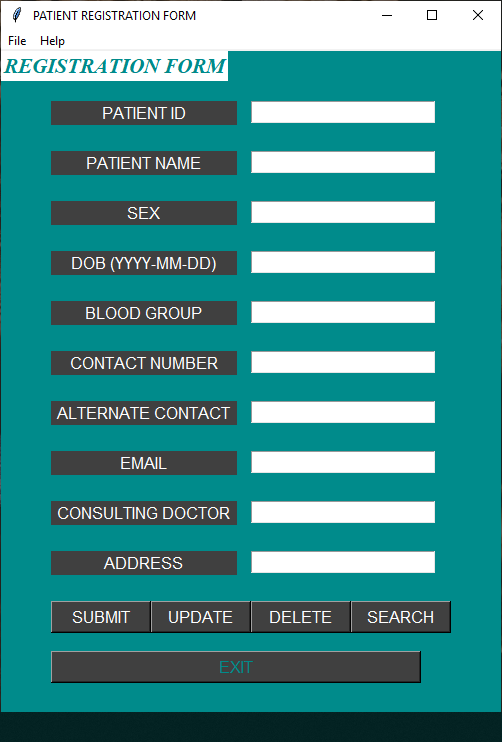 PATIENT REGISTRATION FORM
File Help
REGISTRATION FORM
PATIENT ID
PATIENT NAME
SEX
DOB (YYYY-MM-DD)
BLOOD GROUP
CONTACT NUMBER
ALTERNATE CONTACT
EMAIL
CONSULTING DOCTOR
ADDRESS
SUBMIT UPDATE DELETE SEARCH
EXIT